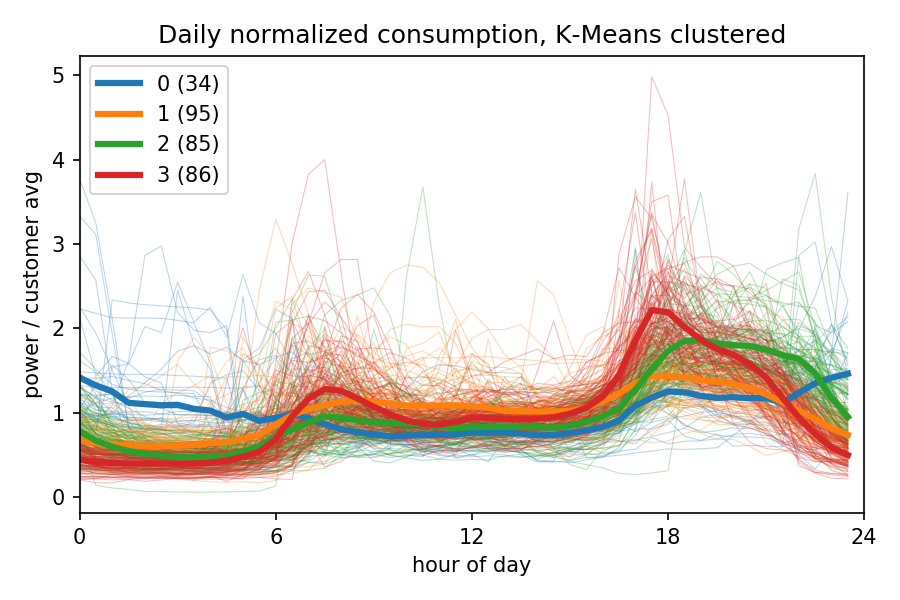 Daily normalized consumption, K-Means clustered
0 (34)
1 (95)
2 (85)
3 (86)
power / customer avg
5
4
3
2
1
0
0 6 12 18 24
hour of day